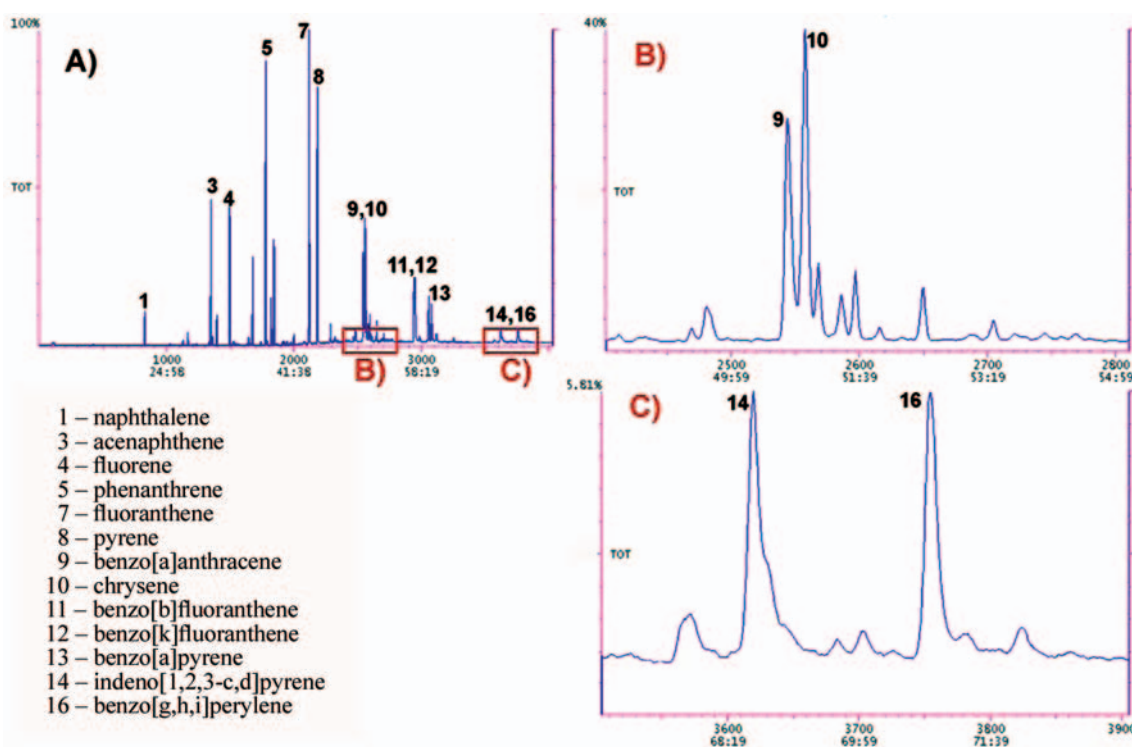 100%
A)
TOT
1
3
4
5
7
8
9,10
11,12
13
14,16
1000
2000
3000
24:58
41:38
58:19
B)
C)
40%
B)
TOT
9
10
2500
2600
2700
2800
49:59
51:39
53:19
54:59
5.81%
C)
TOT
14
16
3600
3700
3800
3900
68:19
69:59
71:39
1 – naphthalene
3 – acenaphthene
4 – fluorene
5 – phenanthrene
7 – fluoranthene
8 – pyrene
9 – benzo[a]anthracene
10 – chrysene
11 – benzo[b]fluoranthene
12 – benzo[k]fluoranthene
13 – benzo[a]pyrene
14 – indeno[1,2,3-c,d]pyrene
16 – benzo[g,h,i]perylene